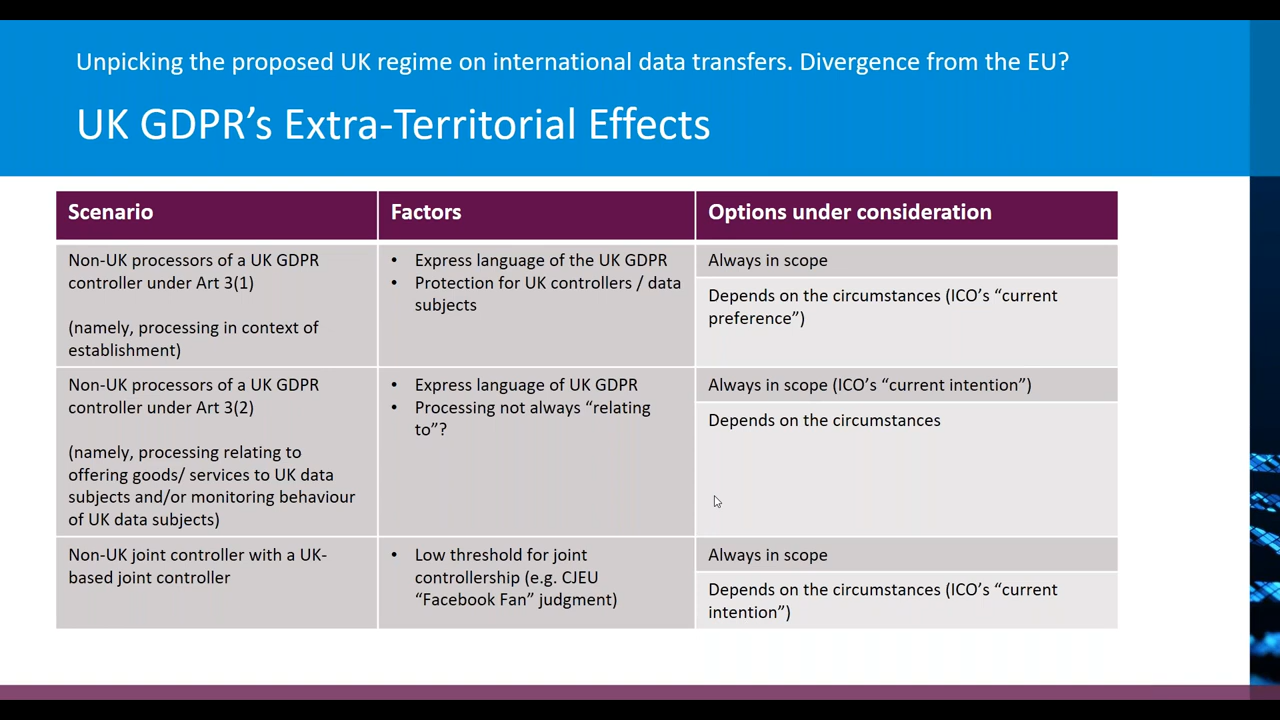 Unpicking the proposed UK regime on international data transfers. Divergence from the EU?
UK GDPR’s Extra-Territorial Effects
Scenario
Factors
Options under consideration
Non-UK processors of a UK GDPR
controller under Art 3(1)
(namely, processing in context of
establishment)
• Express language of the UK GDPR
• Protection for UK controllers / data
subjects
Always in scope
Depends on the circumstances (ICO’s “current
preference”)
Non-UK processors of a UK GDPR
controller under Art 3(2)
(namely, processing relating to
offering goods/ services to UK data
subjects and/or monitoring behaviour
of UK data subjects)
• Express language of UK GDPR
• Processing not always “relating
to”?
Always in scope (ICO’s “current intention”)
Depends on the circumstances
Non-UK joint controller with a UK-
based joint controller
• Low threshold for joint
controllership (e.g. CJEU
“Facebook Fan” judgment)
Always in scope
Depends on the circumstances (ICO’s “current
intention”)